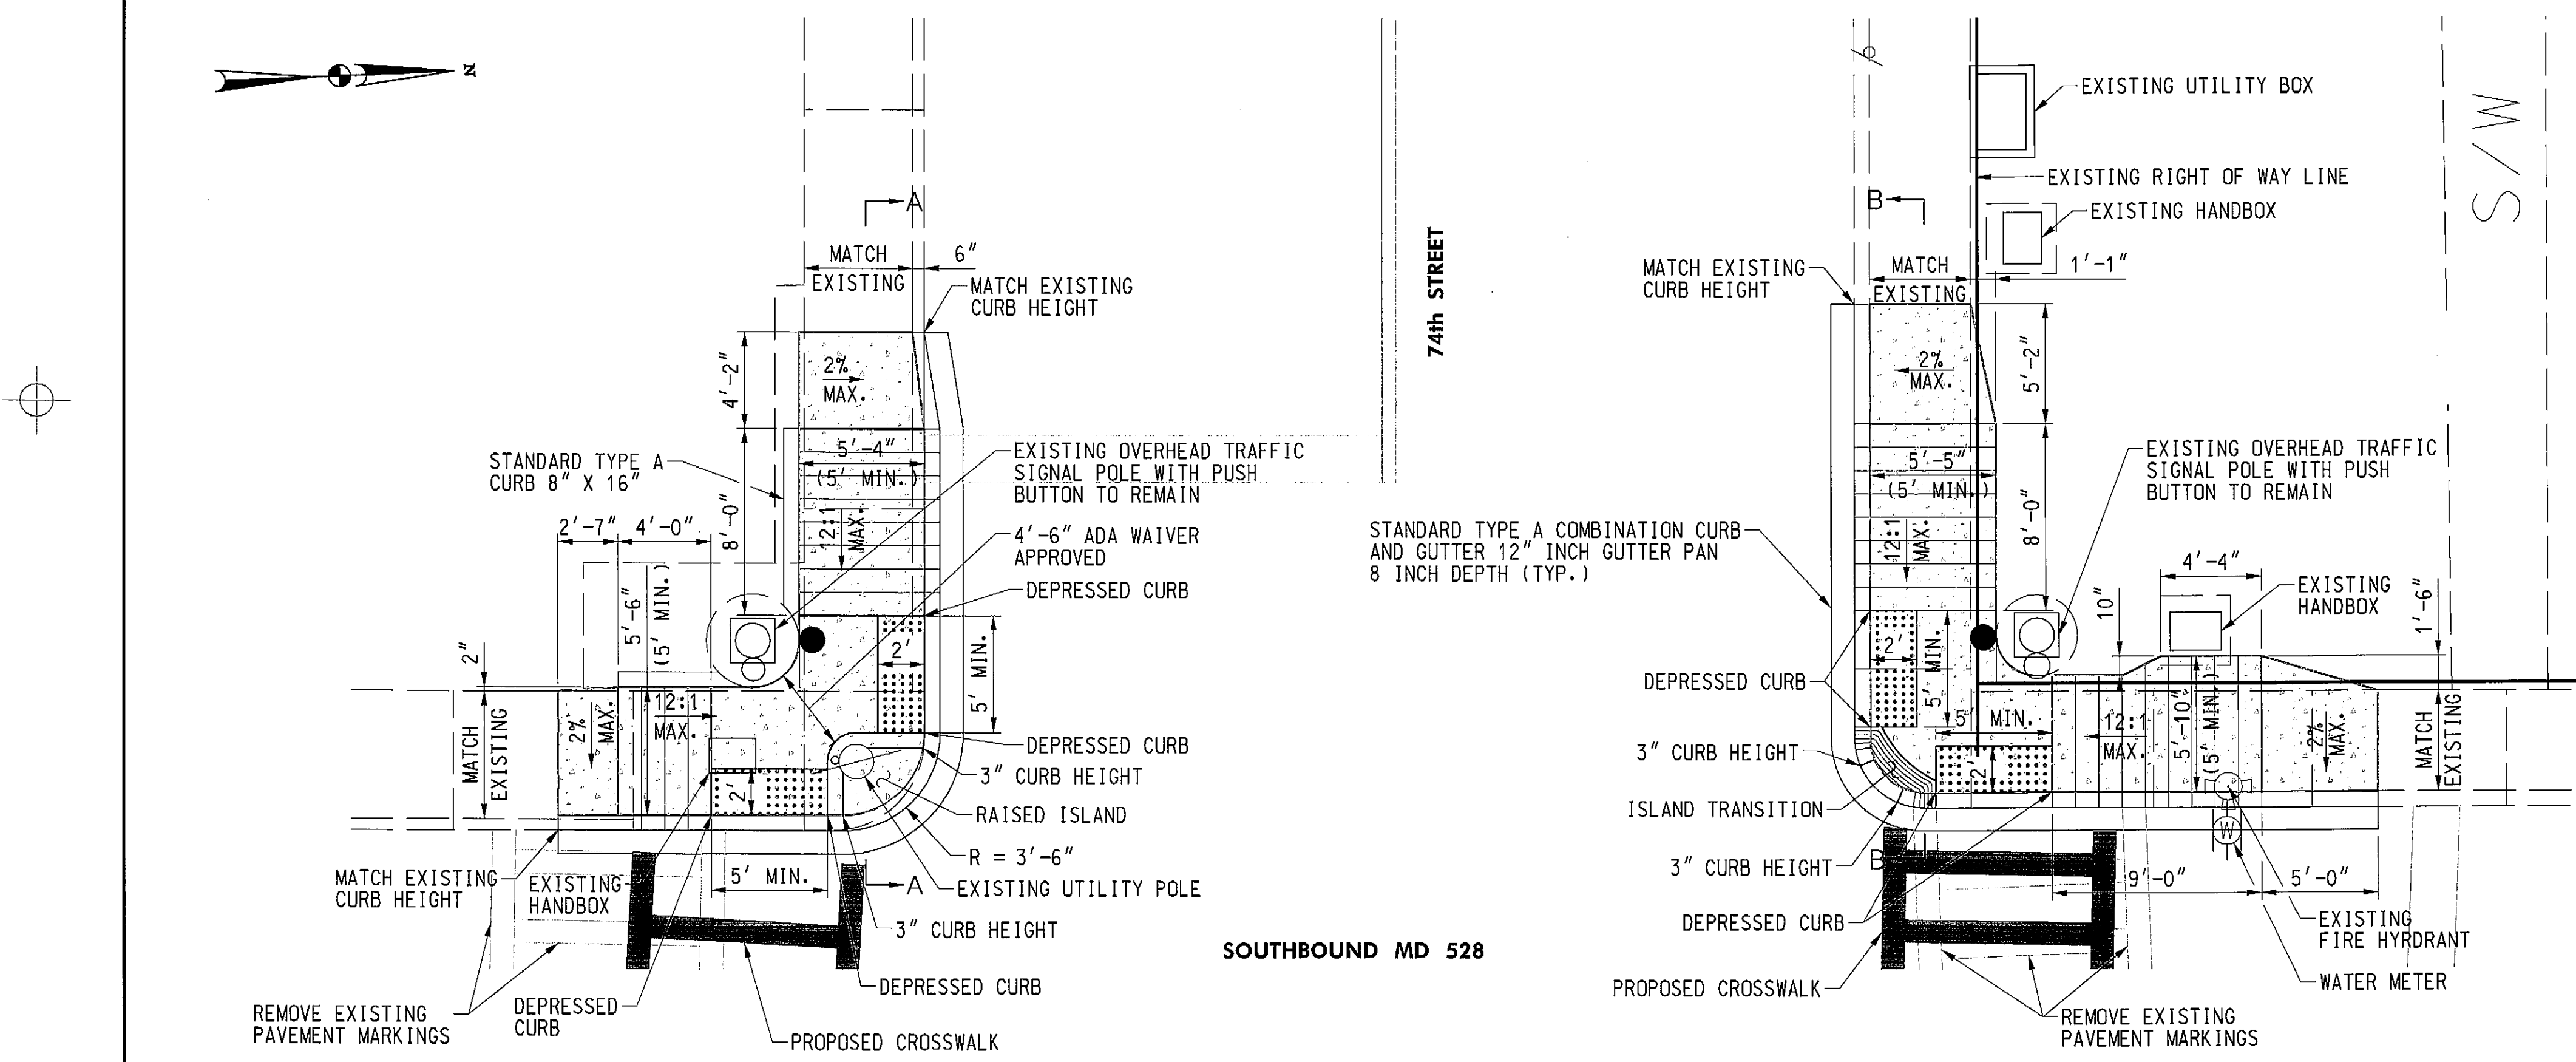 N
A
MATCH
EXISTING
6"
MATCH EXISTING
CURB HEIGHT
4'-2"
2%
MAX.
STANDARD TYPE A
CURB 8" X 16"
5'-4"
(5' MIN.)
EXISTING OVERHEAD TRAFFIC
SIGNAL POLE WITH PUSH
BUTTON TO REMAIN
8'-0"
12:1
MAX.
4'-6" ADA WAIVER
APPROVED
2'-7"
4'-0"
DEPRESSED CURB
5'-6"
(5' MIN.)
2"
2'
5' MIN.
MATCH
EXISTING
2%
MAX.
12:1
MAX.
DEPRESSED CURB
3" CURB HEIGHT
2'
RAISED ISLAND
R = 3'-6"
MATCH EXISTING
CURB HEIGHT
EXISTING
HANDBOX
5' MIN.
A
EXISTING UTILITY POLE
3" CURB HEIGHT
DEPRESSED CURB
REMOVE EXISTING
PAVEMENT MARKINGS
DEPRESSED
CURB
PROPOSED CROSSWALK
74th STREET
SOUTHBOUND MD 528
EXISTING UTILITY BOX
W/S
EXISTING RIGHT OF WAY LINE
B
EXISTING HANDBOX
MATCH EXISTING
CURB HEIGHT
MATCH
EXISTING
1'-1"
2%
MAX.
5'-2"
5'-5"
(5' MIN.)
EXISTING OVERHEAD TRAFFIC
SIGNAL POLE WITH PUSH
BUTTON TO REMAIN
STANDARD TYPE A COMBINATION CURB
AND GUTTER 12" INCH GUTTER PAN
8 INCH DEPTH (TYP.)
12:1
MAX.
8'-0"
4'-4"
EXISTING
HANDBOX
10"
1'-6"
2'
5' MIN.
DEPRESSED CURB
5' MIN.
12:1
MAX.
5'-10"
(5' MIN.)
2%
MAX.
MATCH
EXISTING
3" CURB HEIGHT
2'
ISLAND TRANSITION
W
3" CURB HEIGHT
B
9'-0"
5'-0"
DEPRESSED CURB
EXISTING
FIRE HYRDRANT
PROPOSED CROSSWALK
WATER METER
REMOVE EXISTING
PAVEMENT MARKINGS